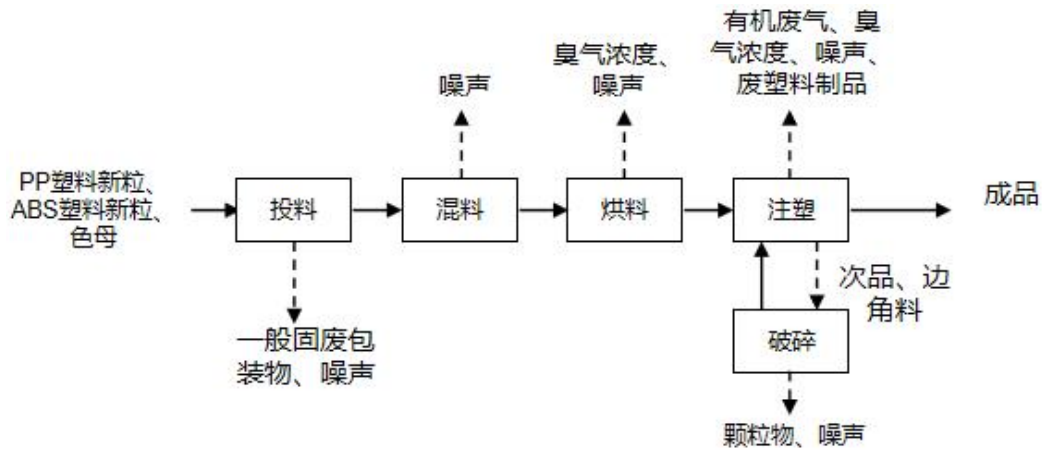 有机废气、臭
气浓度、噪声、
废塑料制品
臭气浓度、
噪声
噪声
PP塑料新粒、
ABS塑料新粒、
色母
投料
混料
烘料
注塑
成品
次品、边
角料
一般固废包
装物、噪声
破碎
颗粒物、噪声